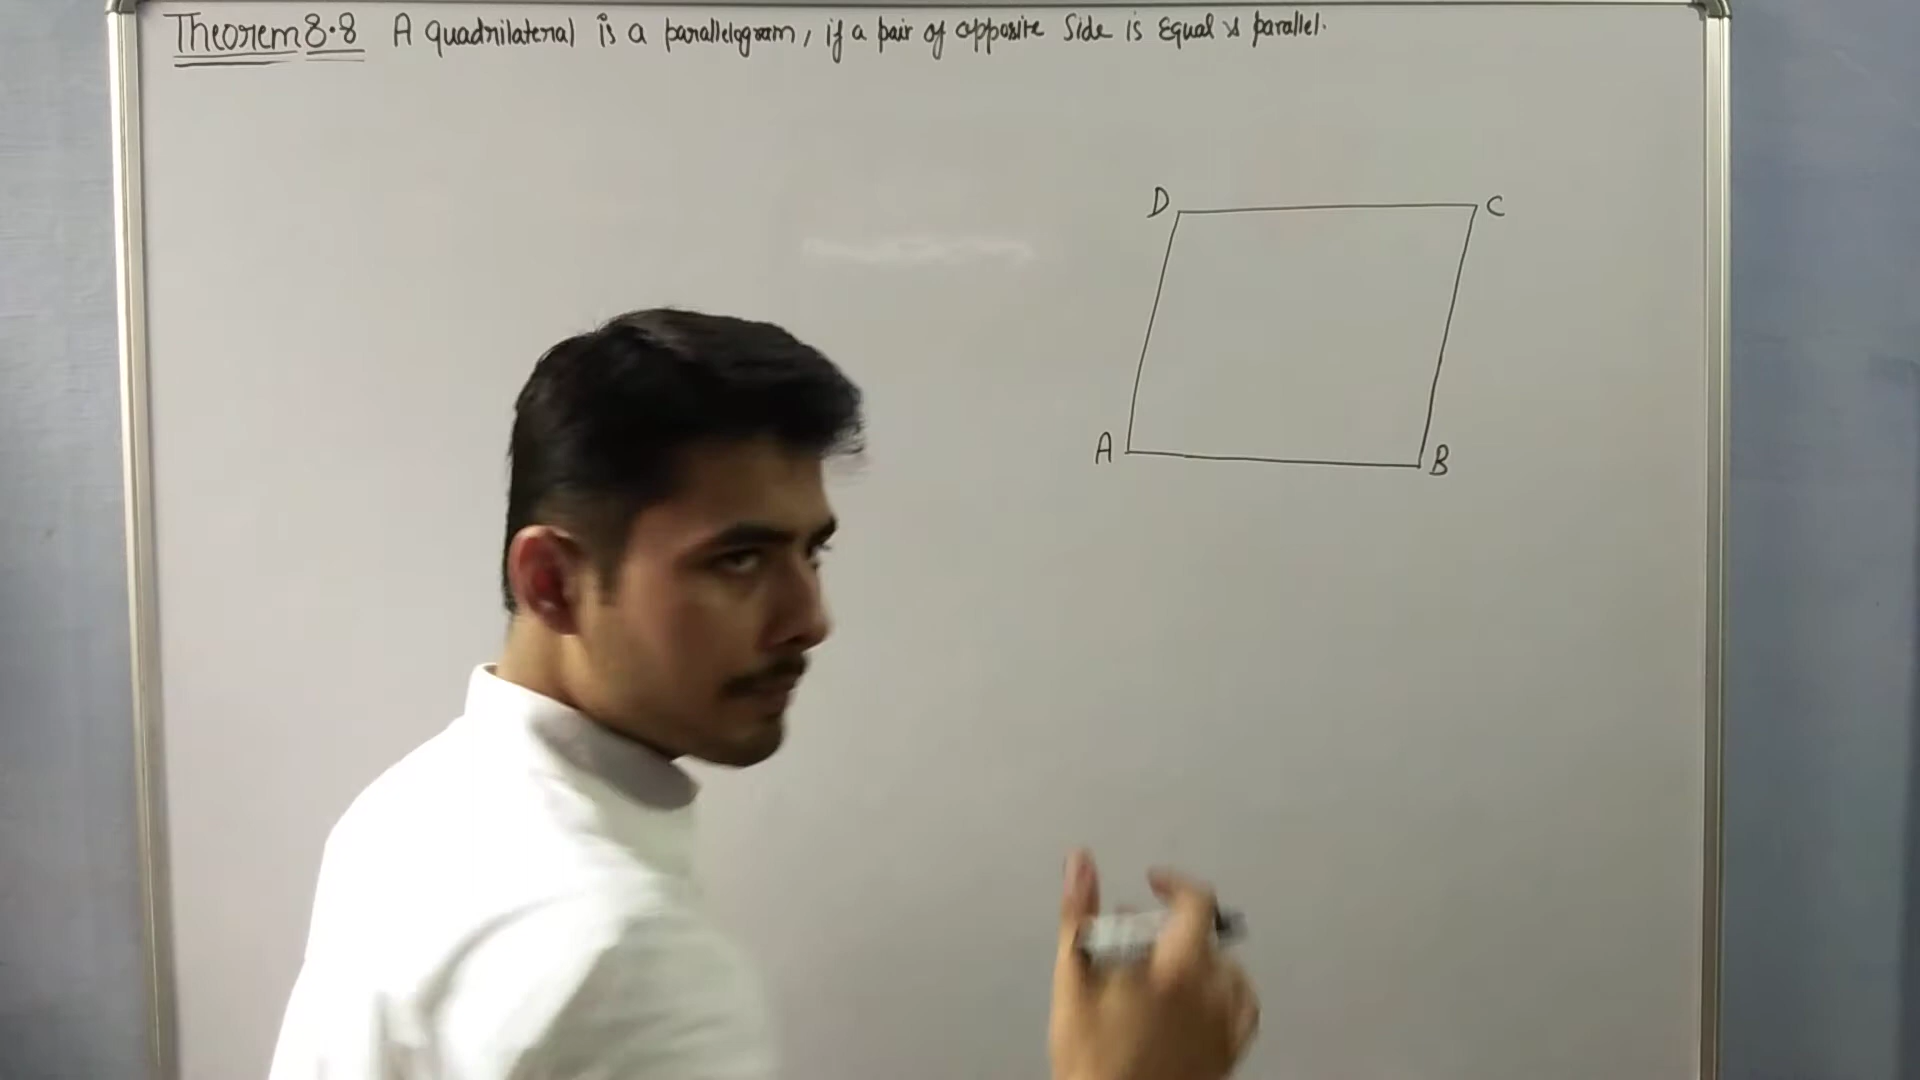 Theorem 8.8 A quadrilateral is a parallelogram, if a pair of opposite side is equal & parallel.
D C
A B